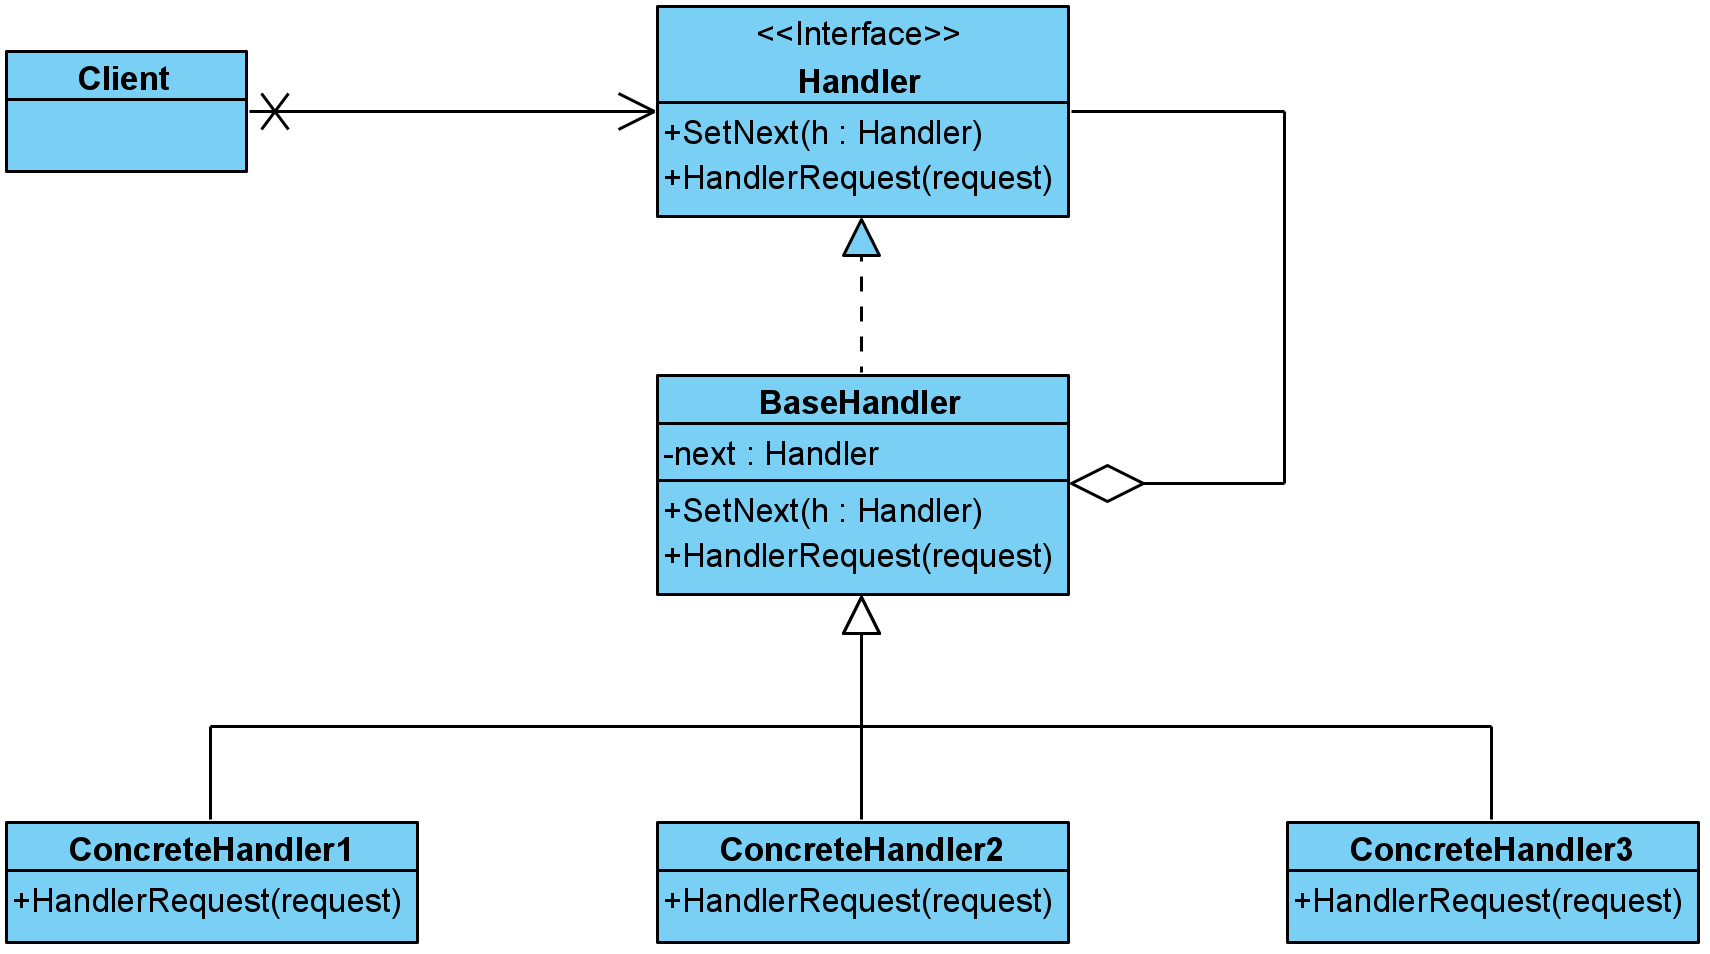 <<Interface>>
Handler
+SetNext(h : Handler)
+HandlerRequest(request)
Client
BaseHandler
-next : Handler
+SetNext(h : Handler)
+HandlerRequest(request)
ConcreteHandler1
+HandlerRequest(request)
ConcreteHandler2
+HandlerRequest(request)
ConcreteHandler3
+HandlerRequest(request)